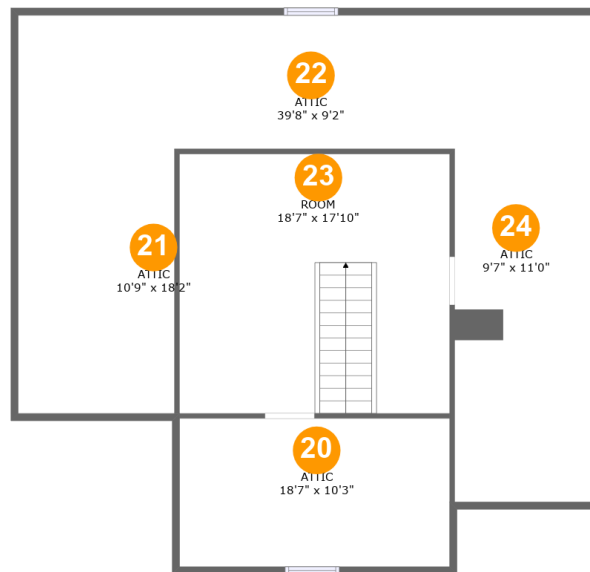 22
ATTIC
39'8" x 9'2"
23
ROOM
18'7" x 17'10"
24
ATTIC
9'7" x 11'0"
21
ATTIC
10'9" x 18'2"
20
ATTIC
18'7" x 10'3"